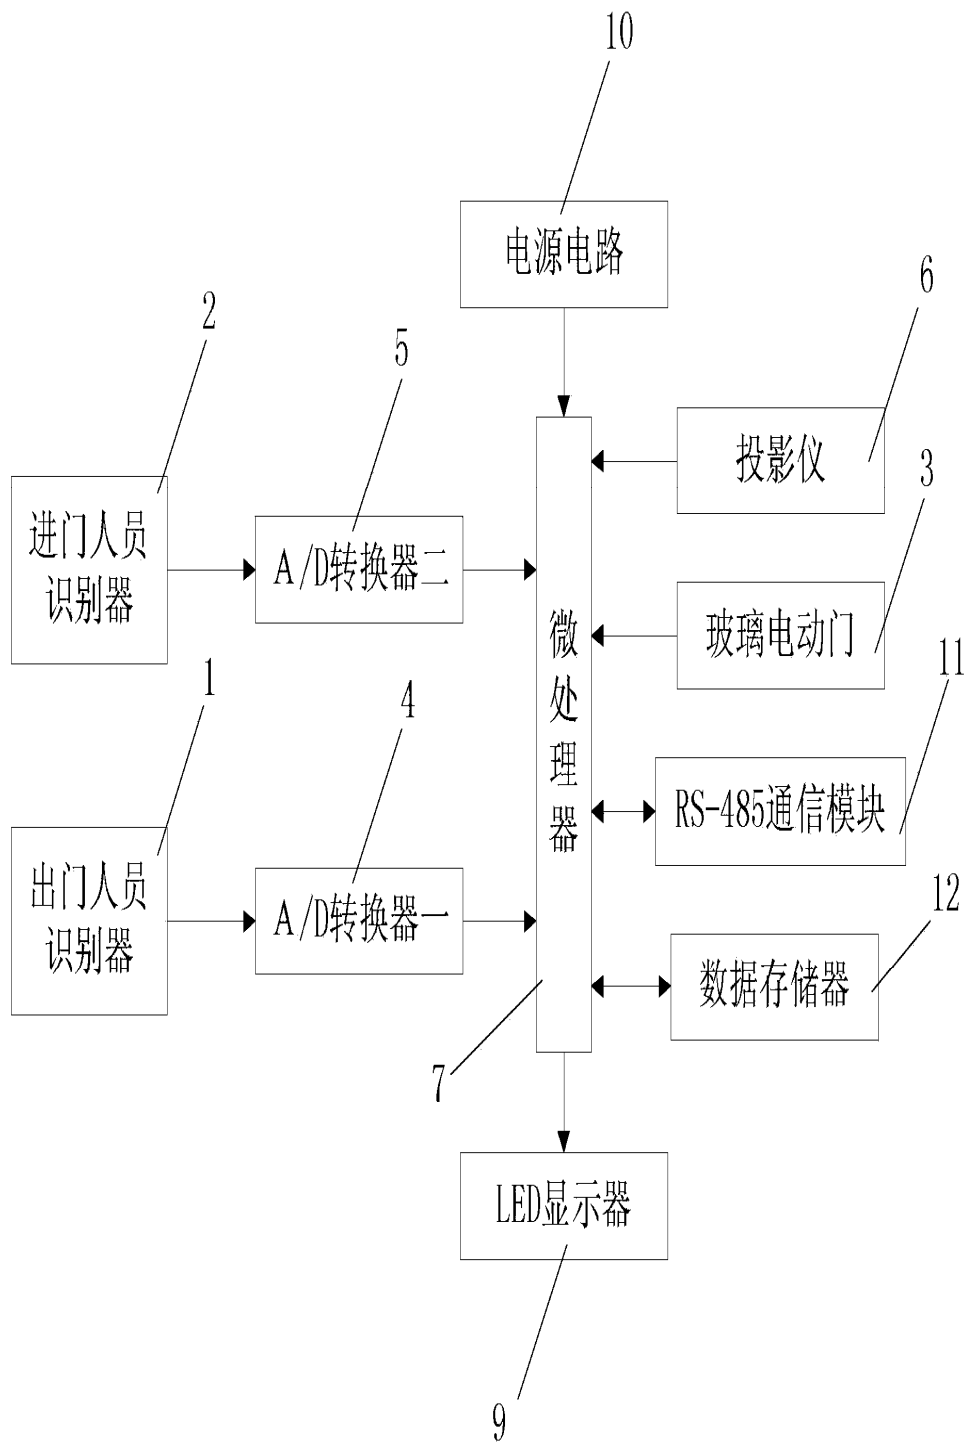 10
电源电路
6
2
5
投影仪
3
进门人员
识别器
A/D转换器二
微处理器
玻璃电动门
11
1
4
RS-485通信模块
出门人员
识别器
A/D转换器一
12
数据存储器
7
LED显示器
9